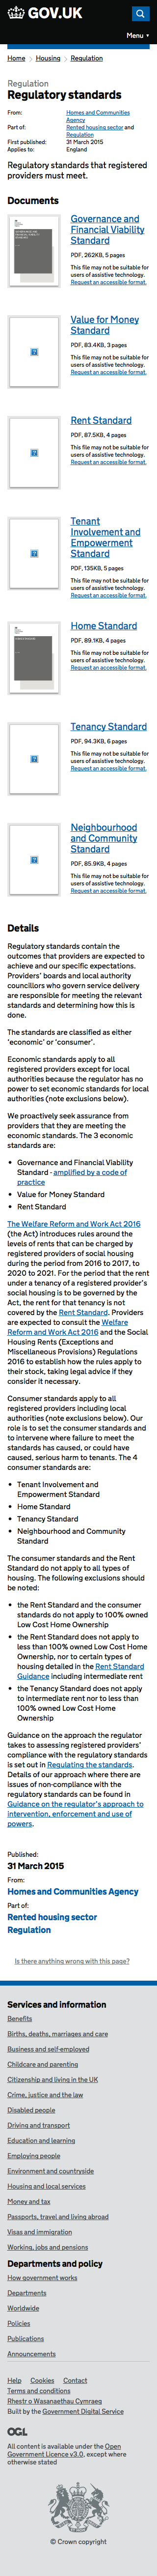 GOV.UK
Menu ▼
Home
Housing
Regulation
Regulation
Regulatory standards
From: Homes and Communities
Agency
Part of: Rented housing sector and
Regulation
First published: 31 March 2015
Applies to: England
Regulatory standards that registered
providers must meet.
Documents
Governance and
Financial Viability
Standard
PDF, 262KB, 5 pages
This file may not be suitable for
users of assistive technology.
Request an accessible format.
Value for Money
Standard
PDF, 83.4KB, 3 pages
This file may not be suitable for
users of assistive technology.
Request an accessible format.
Rent Standard
PDF, 87.5KB, 4 pages
This file may not be suitable for
users of assistive technology.
Request an accessible format.
Tenant
Involvement and
Empowerment
Standard
PDF, 135KB, 5 pages
This file may not be suitable for
users of assistive technology.
Request an accessible format.
Home Standard
PDF, 89.1KB, 4 pages
This file may not be suitable for
users of assistive technology.
Request an accessible format.
Tenancy Standard
PDF, 94.3KB, 6 pages
This file may not be suitable for
users of assistive technology.
Request an accessible format.
Neighbourhood
and Community
Standard
PDF, 85.9KB, 4 pages
This file may not be suitable for
users of assistive technology.
Request an accessible format.
Details
Regulatory standards contain the
outcomes that providers are expected to
achieve and our specific expectations.
Providers' boards and local authority
councillors who govern service delivery
are responsible for meeting the relevant
standards and determining how this is
done.
The standards are classified as either
'economic' or 'consumer'.
Economic standards apply to all
registered providers except for local
authorities because the regulator has no
power to set economic standards for local
authorities (the note exclusions below).
We proactively seek assurance from
providers that they are meeting the
economic standards. The 3 economic
standards are:
Governance and Financial Viability
Standard - amplified by a code of
practice
Value for Money Standard
Rent Standard
The Welfare Reform and Work Act 2016
(the Act) introduces rules around the
levels of rent that can be charged by
registered providers of social housing
during the period from 2016 to 17, to 2019
to 2020. For the period that the rent
under a tenancy of a registered provider's
social housing is to be governed by the
Act, the rent for that tenancy is not
covered by the Rent Standard. Providers
are expected to consult the Welfare
Reform and Work Act 2016 and the Social
Housing Rents (Exceptions and
Miscellaneous Provisions) Regulations
2016 to establish how the rules apply to
them, taking legal advice if they
consider it necessary.
Consumer standards apply to all
registered providers including local
authorities (note exclusions below). Our
role is to set the consumer standards and
to intervene where failure to meet the
standards has caused, or could have
caused, serious harm to tenants. The 4
consumer standards are:
Tenant Involvement and
Empowerment Standard
Home Standard
Tenancy Standard
Neighbourhood and Community
Standard
The consumer standards and the Rent
Standard do not apply to all types of
housing. The following exclusions should
be noted:
the Rent Standard and the consumer
standards do not apply to 100% owned
Low Cost Home Ownership
the Rent Standard does not apply to
less than 100% owned Low Cost Home
Ownership, or to certain types of
housing detailed in the Rent Standard
Guidance including intermediate rent
the Tenancy Standard does not apply
to intermediate rent nor to less than
100% owned Low Cost Home
Ownership
Guidance on the approach the regulator
takes to assessing registered providers'
compliance with the regulatory standards
is set out in Regulating the standards.
Details of our approach where there are
issues and/or non-compliance with the
regulatory standards can be found in
Guidance on the regulator's approach to
intervention, enforcement and use of
powers.
Published:
31 March 2015
From:
Homes and Communities Agency
Part of:
Rented housing sector
Regulation
Is there anything wrong with this page?
Services and information
Benefits
Births, deaths, marriages and care
Business and self-employed
Childcare and parenting
Citizenship and living in the UK
Crime, justice and the law
Disabled people
Driving and transport
Education and learning
Employing people
Environment and countryside
Housing and local services
Money and tax
Passports, travel and living abroad
Visas and immigration
Working, jobs and pensions
Departments and policy
How government works
Departments
Worldwide
Policies
Publications
Announcements
Help Cookies Contact
Terms and conditions
Rhestr o Wasanaethau Cymraeg
Built by the Government Digital Service
OGL
All content is available under the Open
Government Licence v3.0, except where
otherwise stated
© Crown copyright